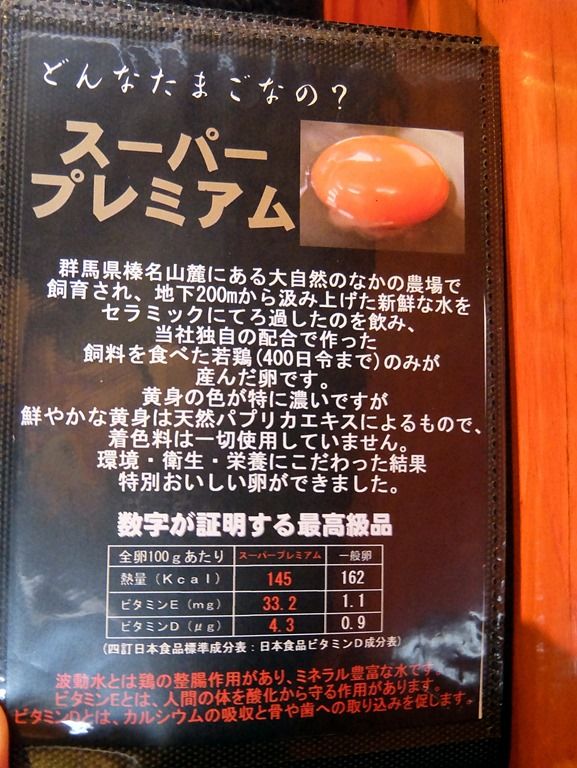 どんなたまごなの？
スーパー
プレミアム
群馬県榛名山麓にある大自然のなかの農場で
飼育され、地下200mから汲み上げた新鮮な水を
セラミックにてろ過したのを飲み、
当社独自の配合で作った
飼料を食べた若鶏(400日令まで)のみが
産んだ卵です。
黄身の色が特に濃いですが
鮮やかな黄身は天然パプリカエキスによるもので、
着色料は一切使用していません。
環境・衛生・栄養にこだわった結果
特別おいしい卵ができました。
数字が証明する最高級品
全卵100gあたり スーパープレミアム 一般卵
熱量(Kcal) 145 162
ビタミンE(mg) 33.2 1.1
ビタミンD(μg) 4.3 0.9
(四訂日本食品標準成分表:日本食品ビタミンD成分表)
波動水とは鶏の整腸作用があり、ミネラル豊富な水です。
ビタミンEとは、人間の体を酸化から守る作用があります。
ビタミンDとは、カルシウムの吸収と骨や歯への取り込みを促します。